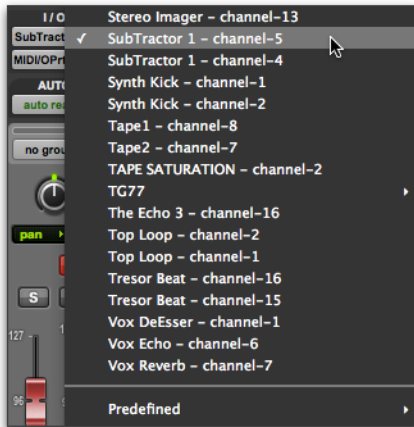 I / O
Stereo Imager – channel–13
SubTract
✓ SubTractor 1 – channel–5
MIDI/OPrt
SubTractor 1 – channel–4
Synth Kick – channel–1
AUTO
Synth Kick – channel–2
auto rea
Tape1 – channel–8
Tape2 – channel–7
no grou
TAPE SATURATION – channel–2
TG77
The Echo 3 – channel–16
pan
Top Loop – channel–2
Top Loop – channel–1
Tresor Beat – channel–16
S
Tresor Beat – channel–15
Vox DeEsser – channel–1
127
Vox Echo – channel–6
Vox Reverb – channel–7
96
Predefined